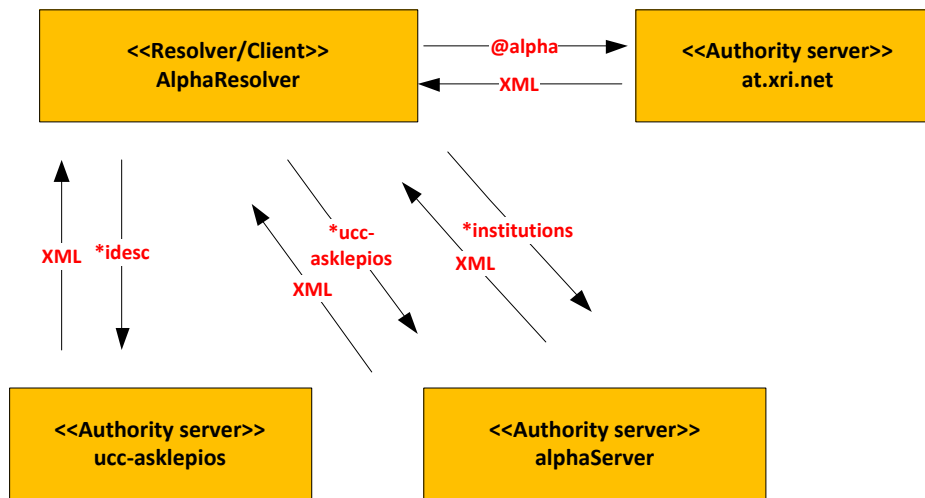 <<Resolver/Client>>
AlphaResolver
@alpha
XML
<<Authority server>>
at.xri.net
XML
*idesc
*ucc-
asklepios
XML
*institutions
XML
<<Authority server>>
ucc-asklepios
<<Authority server>>
alphaServer